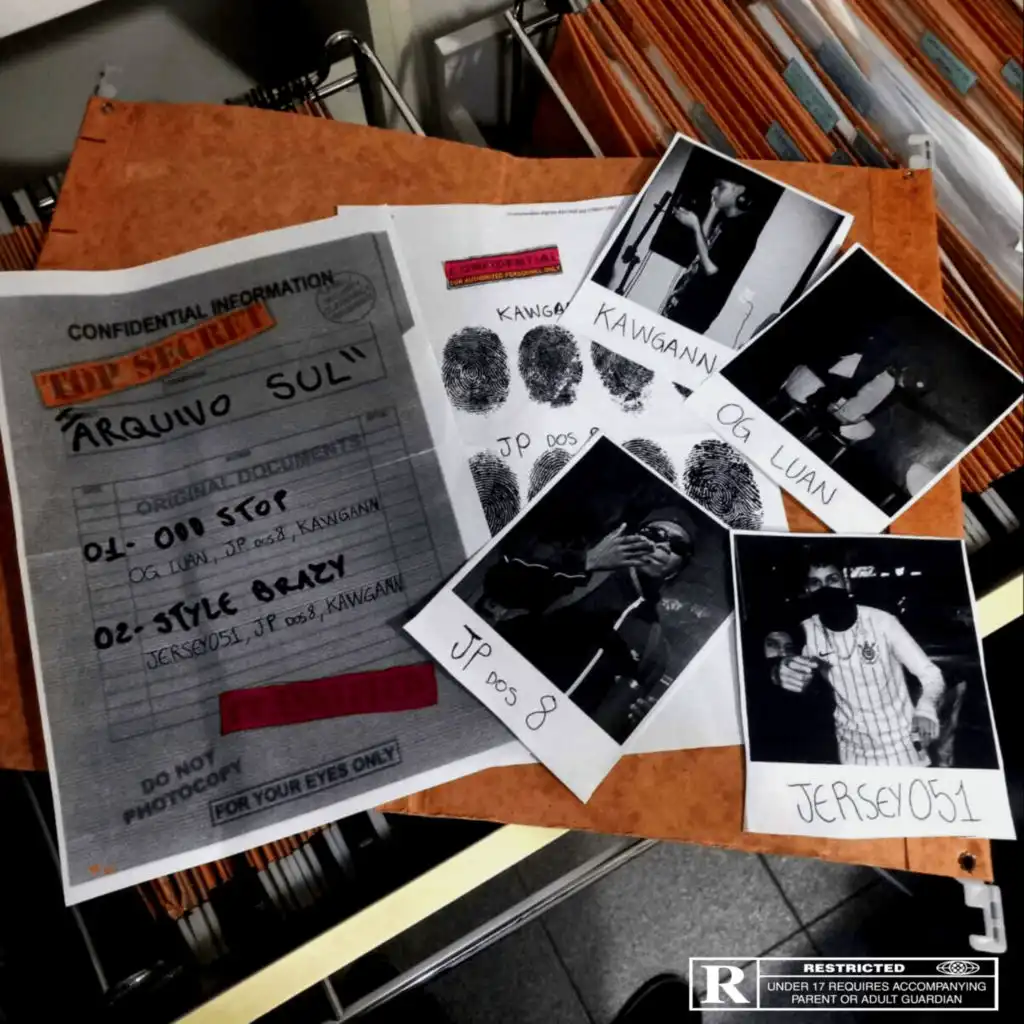 CONFIDENTIAL INFORMATION
TOP SECRET
"ARQUIVO SUL"
ORIGINAL DOCUMENTS
01- ODD STOP
OG LUAN, JP DOS 8, KAWGANN
02- STYLE BRAZY
JERSEY051, JP DOS 8, KAWGANN
DO NOT
PHOTOCOPY
FOR YOUR EYES ONLY
CONFIDENTIAL
FOR AUTHORIZED PERSONNEL ONLY
KAWGA
JP DOS 8
KAWGANN
OG LUAN
JP DOS 8
JERSEY051
R
RESTRICTED
UNDER 17 REQUIRES ACCOMPANYING
PARENT OR ADULT GUARDIAN